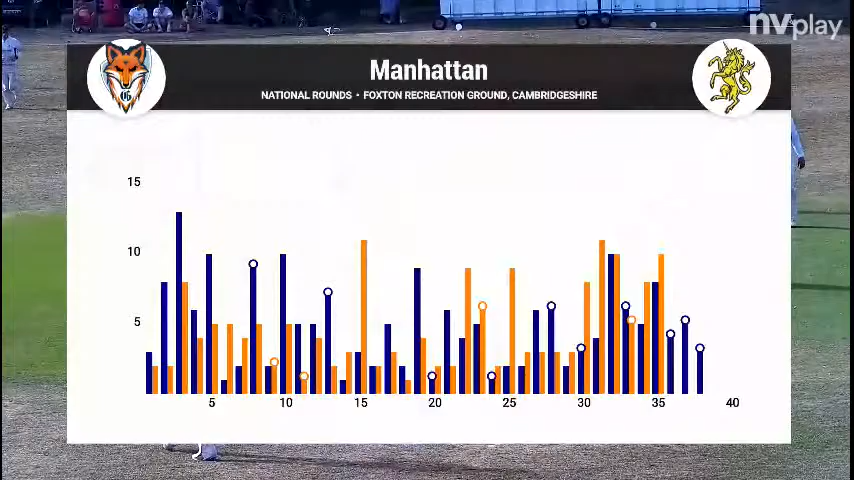 nvplay
Manhattan
NATIONAL ROUNDS • FOXTON RECREATION GROUND, CAMBRIDGESHIRE
15
10
5
5 10 15 20 25 30 35 40